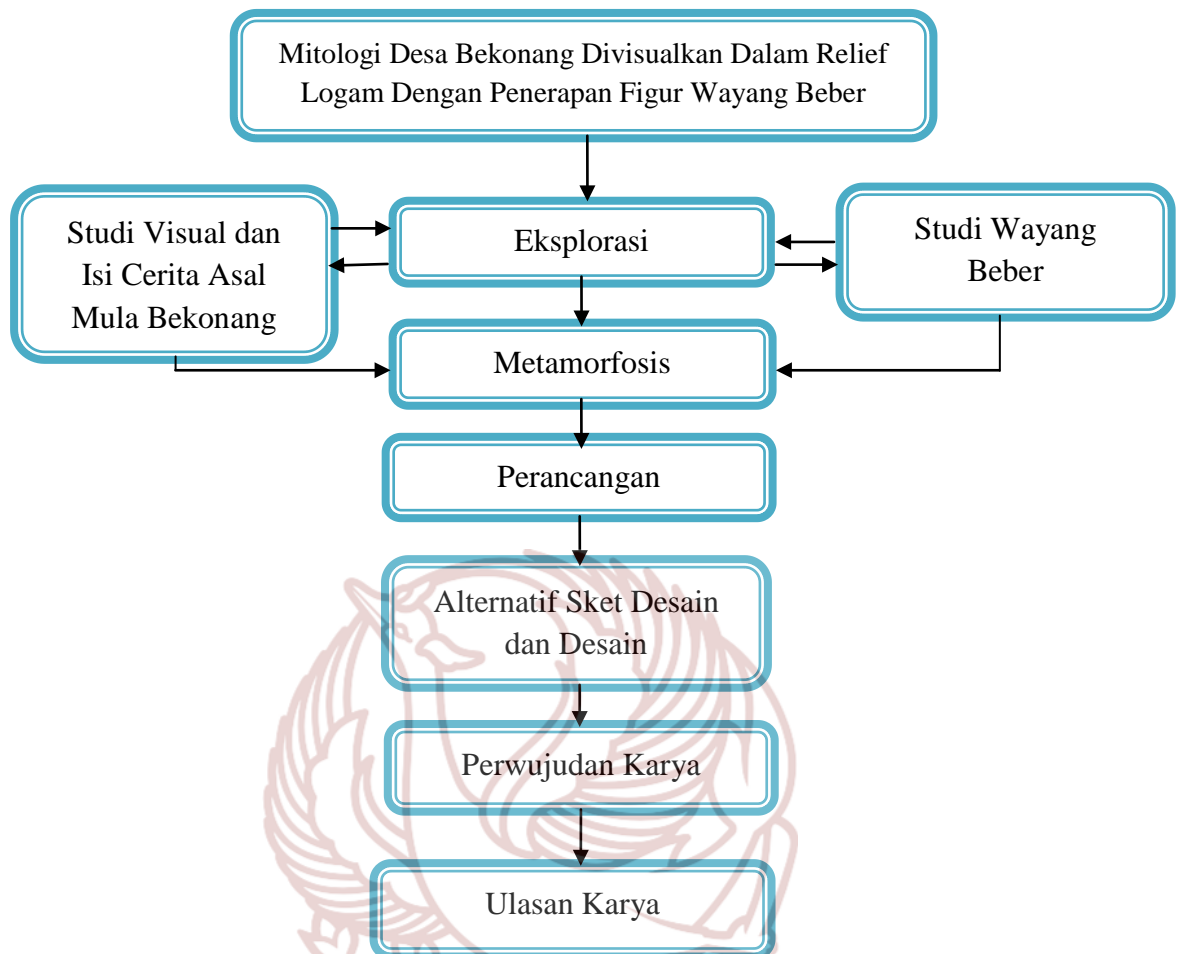 Mitologi Desa Bekonang Divisualkan Dalam Relief
Logam Dengan Penerapan Figur Wayang Beber
Studi Visual dan
Isi Cerita Asal
Mula Bekonang
Eksplorasi
Studi Wayang
Beber
Metamorfosis
Perancangan
Alternatif Sket Desain
dan Desain
Perwujudan Karya
Ulasan Karya